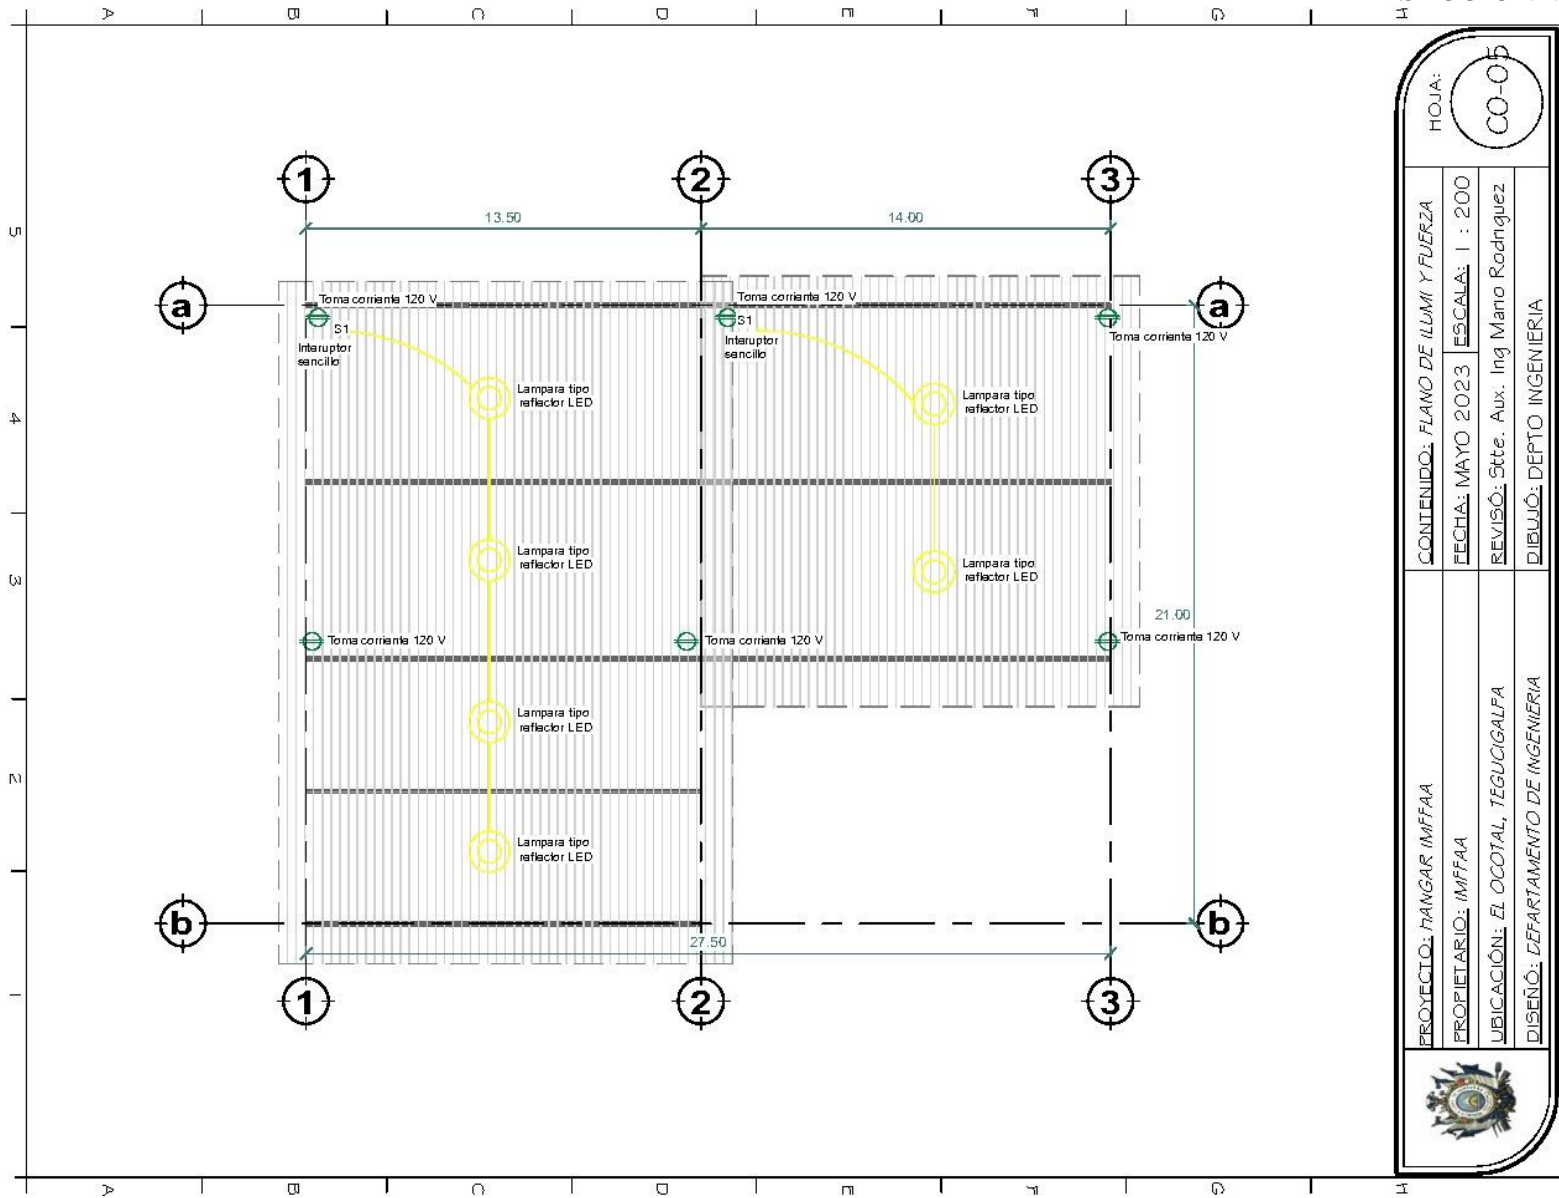 A B C D E F G H
1 2 3
13.50 14.00
a a
Toma corriente 120 V
Toma corriente 120 V
S1
S1
Interuptor
sencillo
Interuptor
sencillo
Toma corriente 120 V
Lampara tipo
reflector LED
Lampara tipo
reflector LED
Lampara tipo
reflector LED
Lampara tipo
reflector LED
21.00
Toma corriente 120 V
Toma corriente 120 V
Toma corriente 120 V
Lampara tipo
reflector LED
Lampara tipo
reflector LED
b b
27.50
1 2 3
A B C D E F G H
5
4
3
2
1
PROYECTO: HANGAR IMFFAA
PROPIETARIO: IMFFAA
UBICACIÓN: EL OCOTAL, TEGUCIGALPA
DISEÑO: DEPARTAMENTO DE INGENIERIA
CONTENIDO: PLANO DE ILUMI Y FUERZA
FECHA: MAYO 2023 ESCALA: 1 : 200
REVISÓ: Stte. Aux. Ing Mario Rodriguez
DIBUJÓ: DEPTO INGENIERIA
HOJA:
CO-05